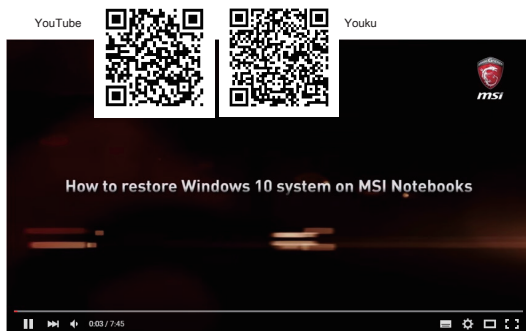 YouTube
Youku
msi
How to restore Windows 10 system on MSI Notebooks
0:03 / 7:45